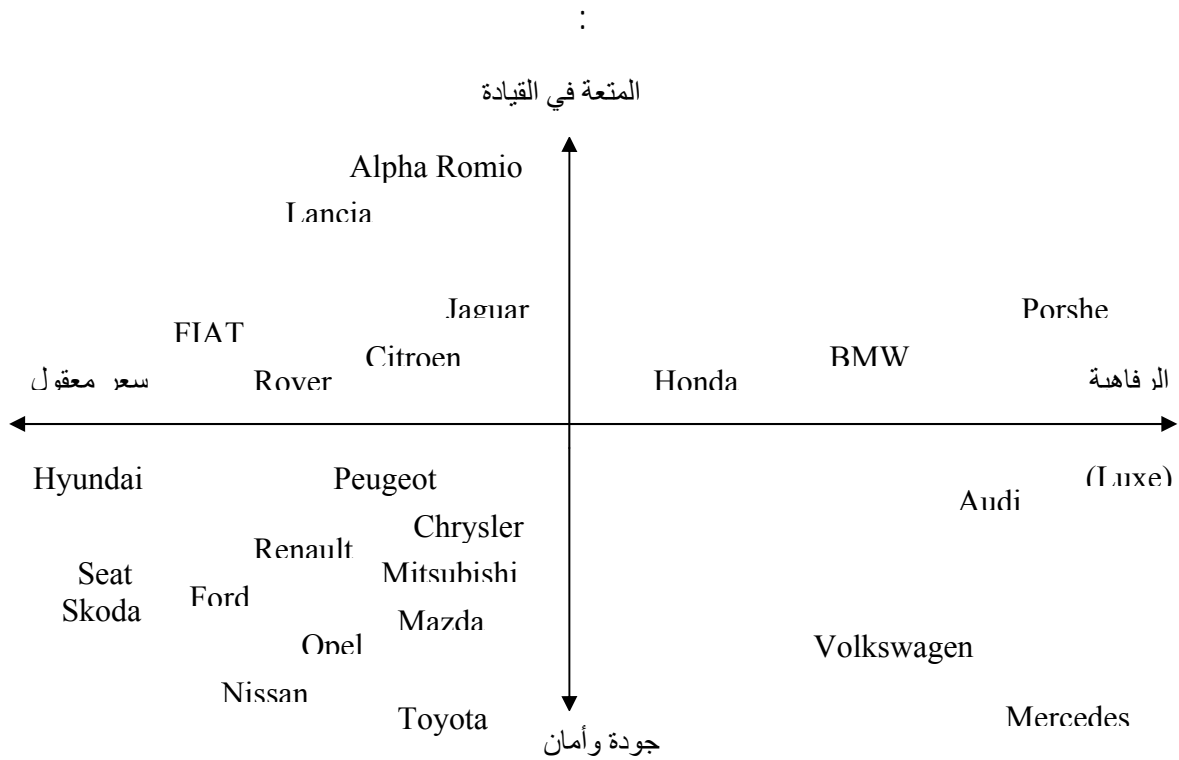 :
المتعة في القيادة
Alpha Romio
Lancia
Jaguar
Porshe
FIAT
Citroen
BMW
سعر معقول
Rover
Honda
الرفاهية
Hyundai
Peugeot
(Luxe)
Audi
Chrysler
Renault
Seat
Mitsubishi
Skoda
Ford
Mazda
Opel
Volkswagen
Nissan
Toyota
Mercedes
جودة وأمان